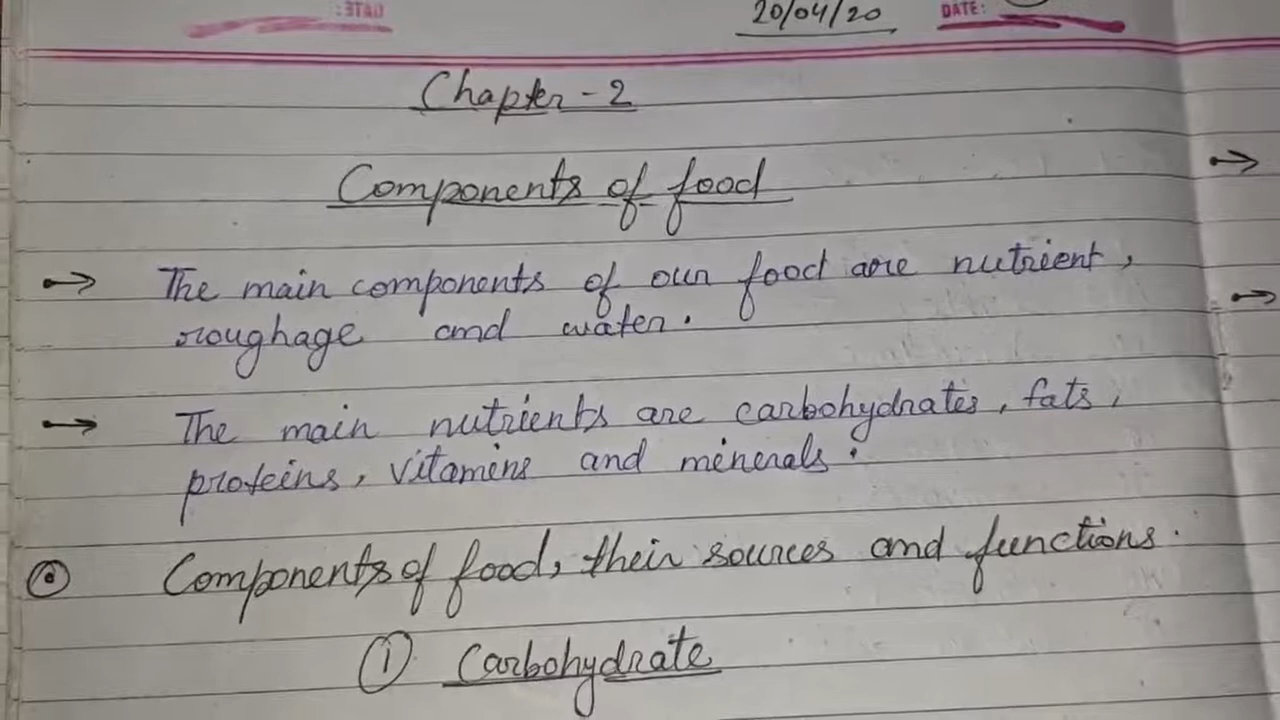 20/04/20 DATE:
Chapter - 2
Components of food
→ The main components of our food are nutrient,
roughage and water.
→ The main nutrients are carbohydrates, fats,
proteins, vitamins and minerals.
Components of food, their sources and functions.
① Carbohydrate